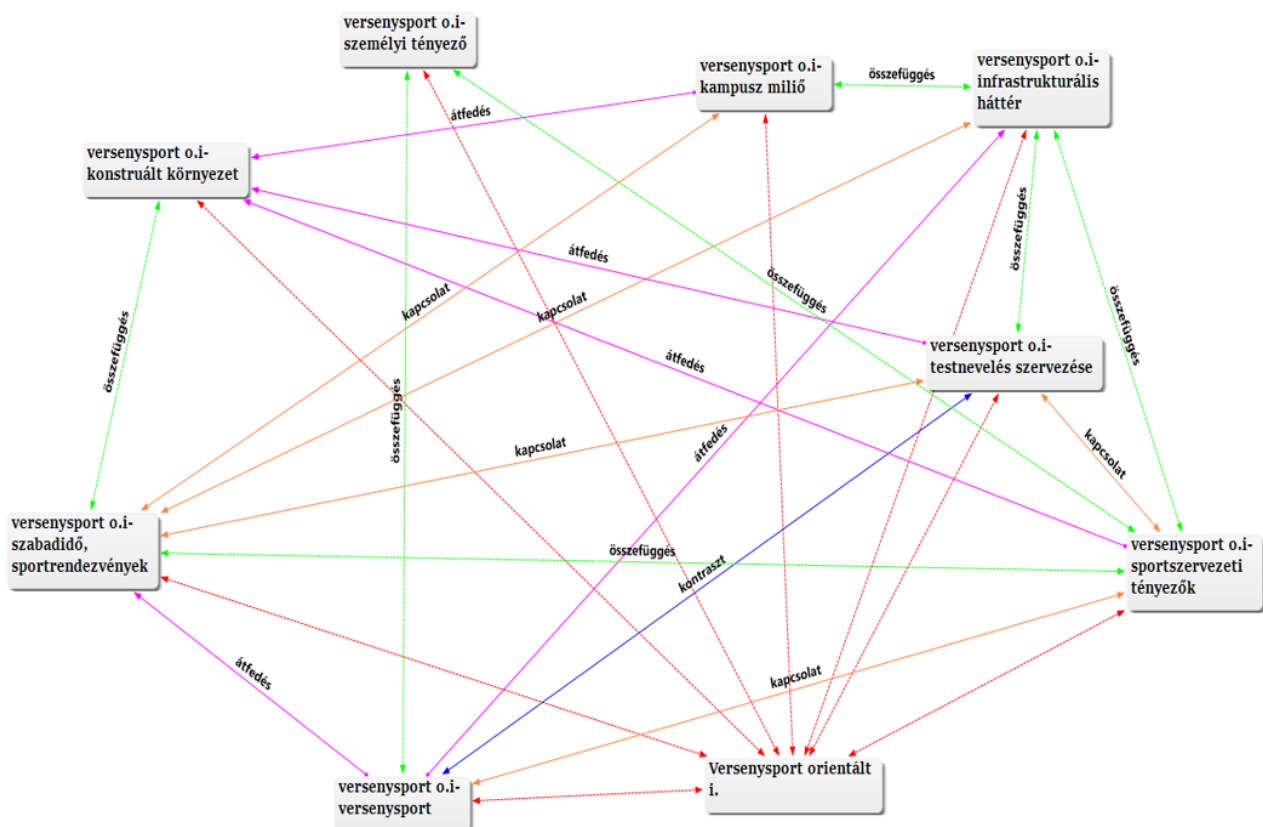 versenysport o.i-
személyi tényező
versenysport o.i-
kampusz miliő
versenysport o.i-
infrastrukturális
háttér
összefüggés
átfedés
versenysport o.i-
konstruált környezet
összefüggés
átfedés
összefüggés
kapcsolat
kapcsolat
összefüggés
összefüggés
versenysport o.i-
testnevelés szervezése
átfedés
összefüggés
átfedés
kapcsolat
kapcsolat
versenysport o.i-
szabadidő,
sportrendezvények
összefüggés
versenysport o.i-
sportszervezeti
tényezők
kontraszt
átfedés
kapcsolat
versenysport o.i-
versenysport
Versenysport orientált
i.